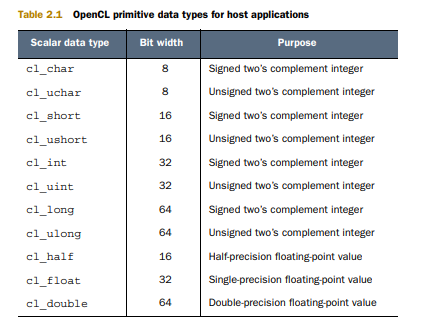 Table 2.1 OpenCL primitive data types for host applications
Scalar data type Bit width Purpose
cl_char 8 Signed two's complement integer
cl_uchar 8 Unsigned two's complement integer
cl_short 16 Signed two's complement integer
cl_ushort 16 Unsigned two's complement integer
cl_int 32 Signed two's complement integer
cl_uint 32 Unsigned two's complement integer
cl_long 64 Signed two's complement integer
cl_ulong 64 Unsigned two's complement integer
cl_half 16 Half-precision floating-point value
cl_float 32 Single-precision floating-point value
cl_double 64 Double-precision floating-point value